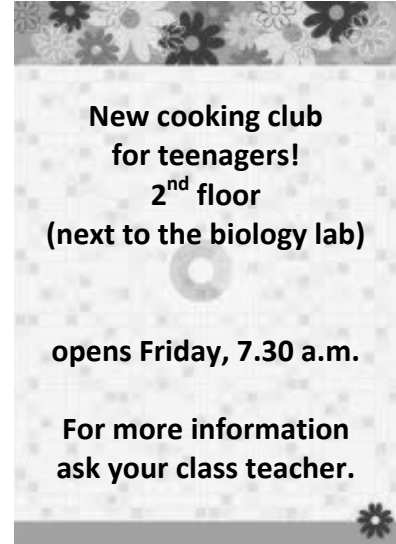 New cooking club
for teenagers!
2nd floor
(next to the biology lab)
opens Friday, 7.30 a.m.
For more information
ask your class teacher.